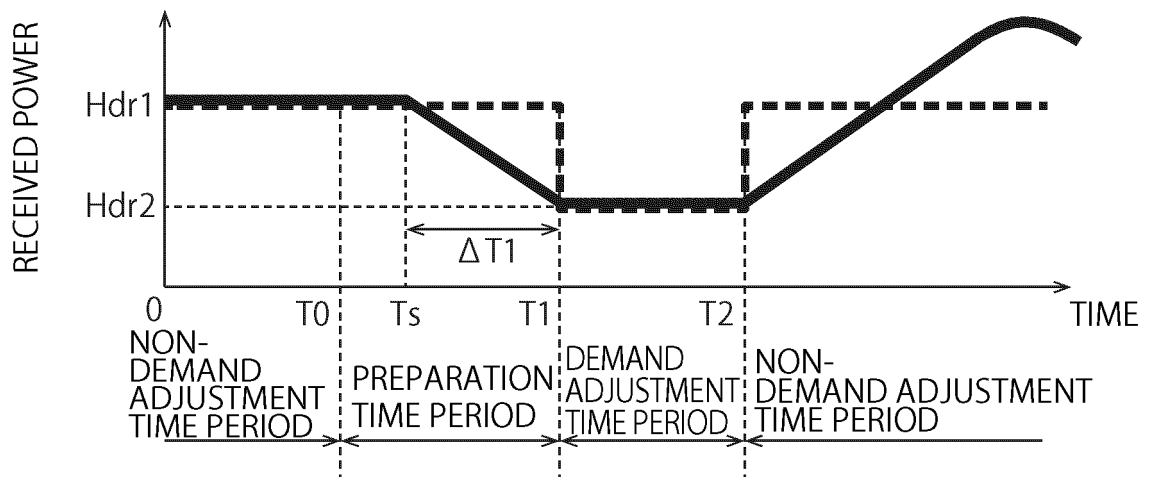 RECEIVED POWER
Hdr1
Hdr2
ΔT1
0
T0
Ts
T1
T2
TIME
NON-
DEMAND
ADJUSTMENT
TIME PERIOD
PREPARATION
TIME PERIOD
DEMAND
ADJUSTMENT
TIME PERIOD
NON-
DEMAND ADJUSTMENT
TIME PERIOD